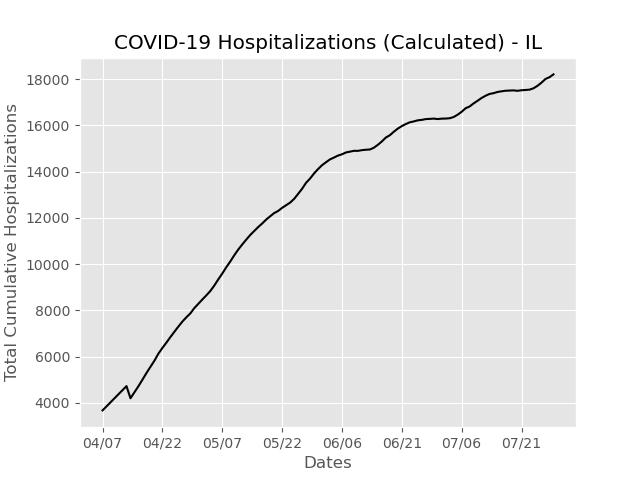 COVID-19 Hospitalizations (Calculated) - IL
Total Cumulative Hospitalizations
18000
16000
14000
12000
10000
8000
6000
4000
04/07 04/22 05/07 05/22 06/06 06/21 07/06 07/21
Dates